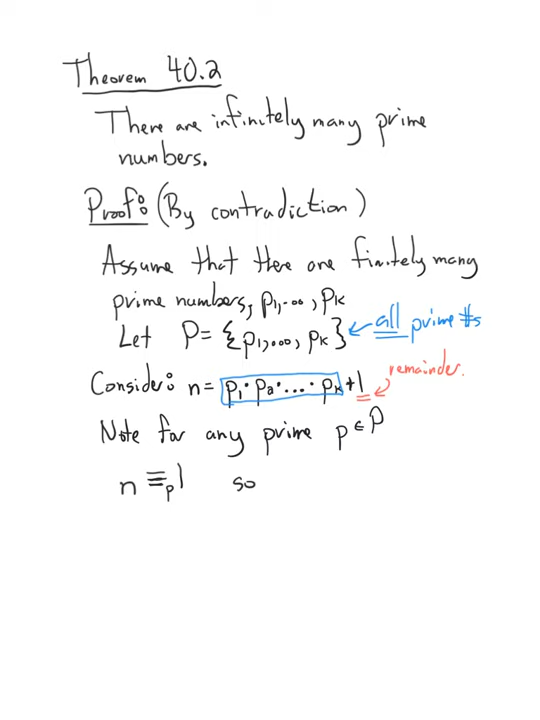 Theorem 40.2
There are infinitely many prime
numbers.
Proof: (By contradiction)
Assume that there are finitely many
prime numbers, p₁,..., pₖ
Let P = {p₁,..., pₖ} ← all prime #s
Consider: n = p₁ · p₂ · ... · pₖ + 1 remainder.
Note for any prime p ∈ P
n ≡ₚ 1 so